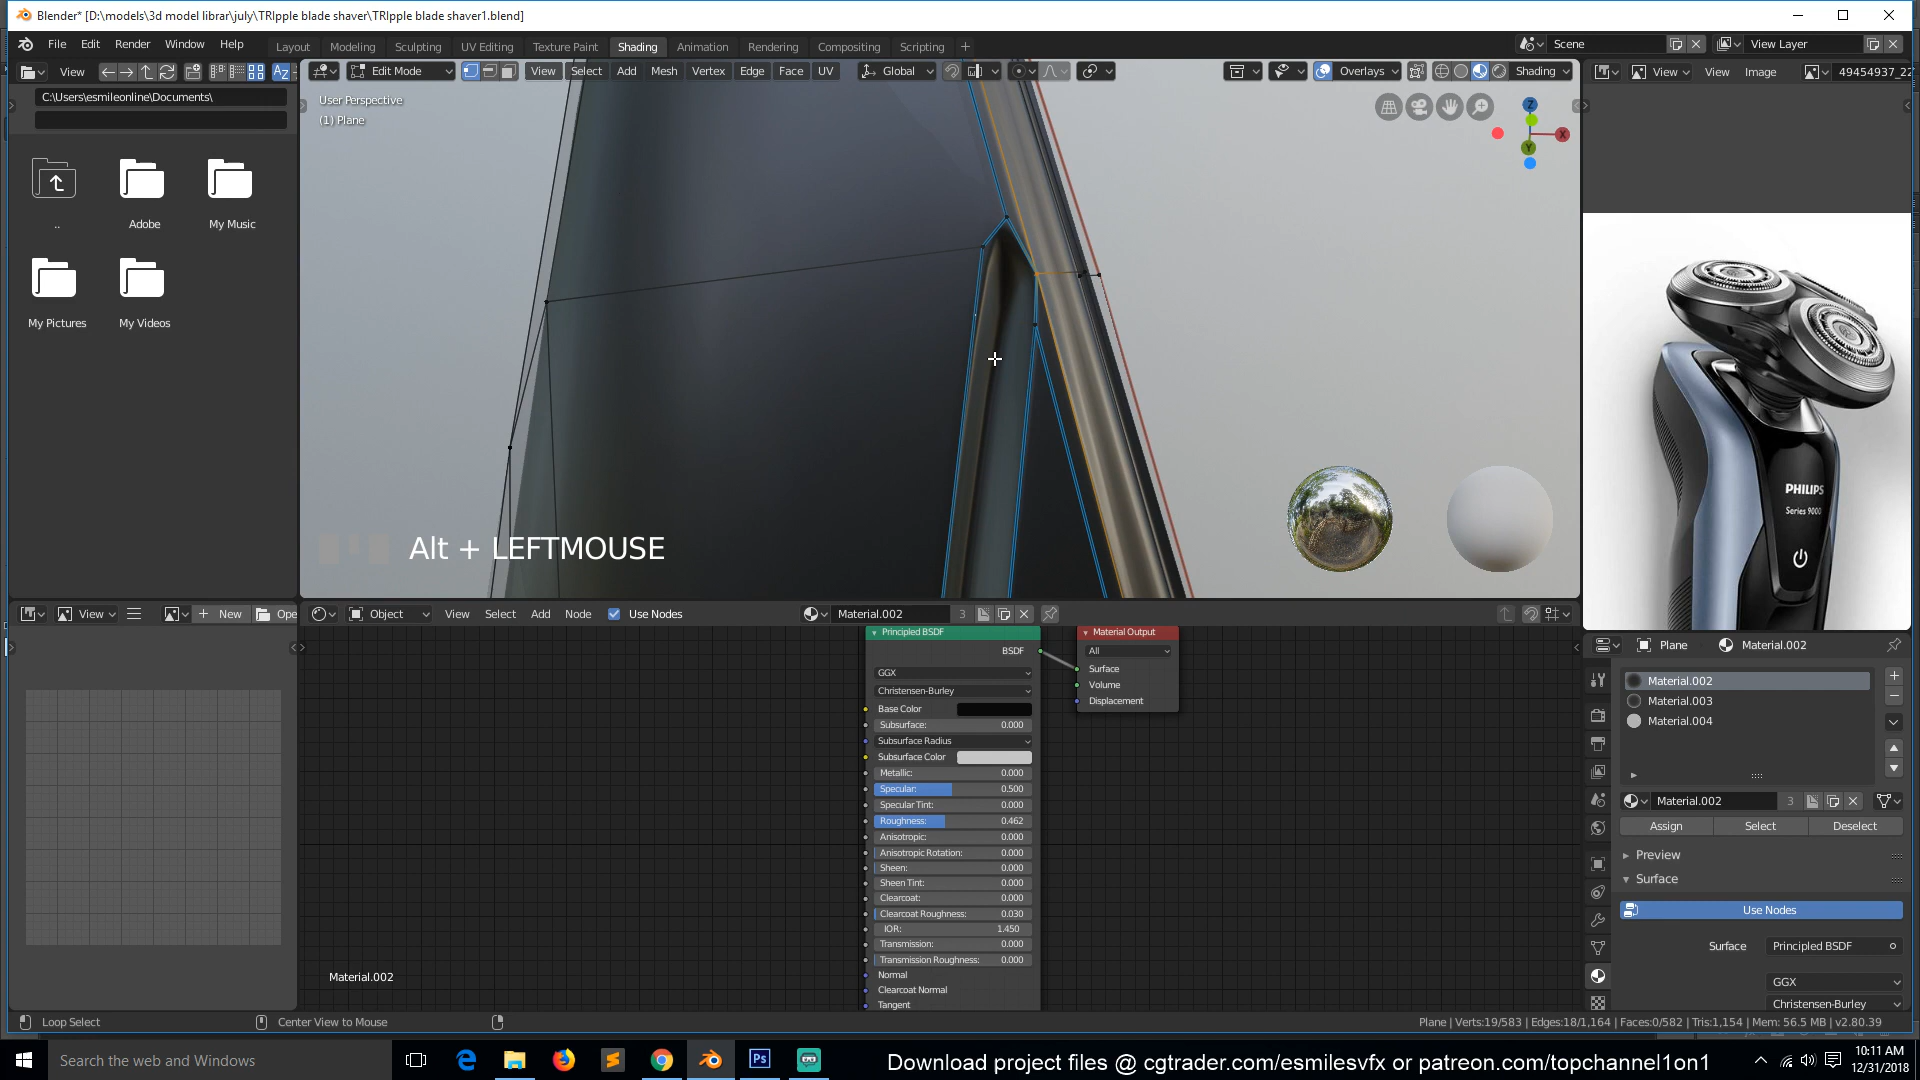 Blender* [D:\models\3d model librar\july\TRIpple blade shaver\TRIpple blade shaver1.blend]
File Edit Render Window Help
Layout Modeling Sculpting UV Editing Texture Paint Shading Animation Rendering Compositing Scripting
Scene
View Layer
View
Edit Mode View Select Add Mesh Vertex Edge Face UV Global Overlays Shading
View View Image 49454937_22
C:\Users\esmileonline\Documents\
User Perspective
(1) Plane
Z
X
Y
.. Adobe My Music
My Pictures My Videos
PHILIPS
Series 9000
Alt + LEFTMOUSE
View New Ope
Object View Select Add Node Use Nodes Material.002 3
Plane Material.002
Principled BSDF
BSDF
GGX
Christensen-Burley
Base Color
Subsurface: 0.000
Subsurface Radius
Subsurface Color
Metallic: 0.000
Specular: 0.500
Specular Tint: 0.000
Roughness: 0.462
Anisotropic: 0.000
Anisotropic Rotation: 0.000
Sheen: 0.000
Sheen Tint: 0.000
Clearcoat: 0.000
Clearcoat Roughness: 0.030
IOR: 1.450
Transmission: 0.000
Transmission Roughness: 0.000
Normal
Clearcoat Normal
Tangent
Material Output
All
Surface
Volume
Displacement
Material.002
Material.002
Material.003
Material.004
Material.002 3
Assign Select Deselect
Preview
Surface
Use Nodes
Surface Principled BSDF
GGX
Christensen-Burley
Loop Select Center View to Mouse
Plane | Verts:19/583 | Edges:18/1,164 | Faces:0/582 | Tris:1,154 | Mem: 56.5 MB | v2.80.39
Search the web and Windows
Ps
Download project files @ cgtrader.com/esmilesvfx or patreon.com/topchannel1on1
10:11 AM
12/31/2018